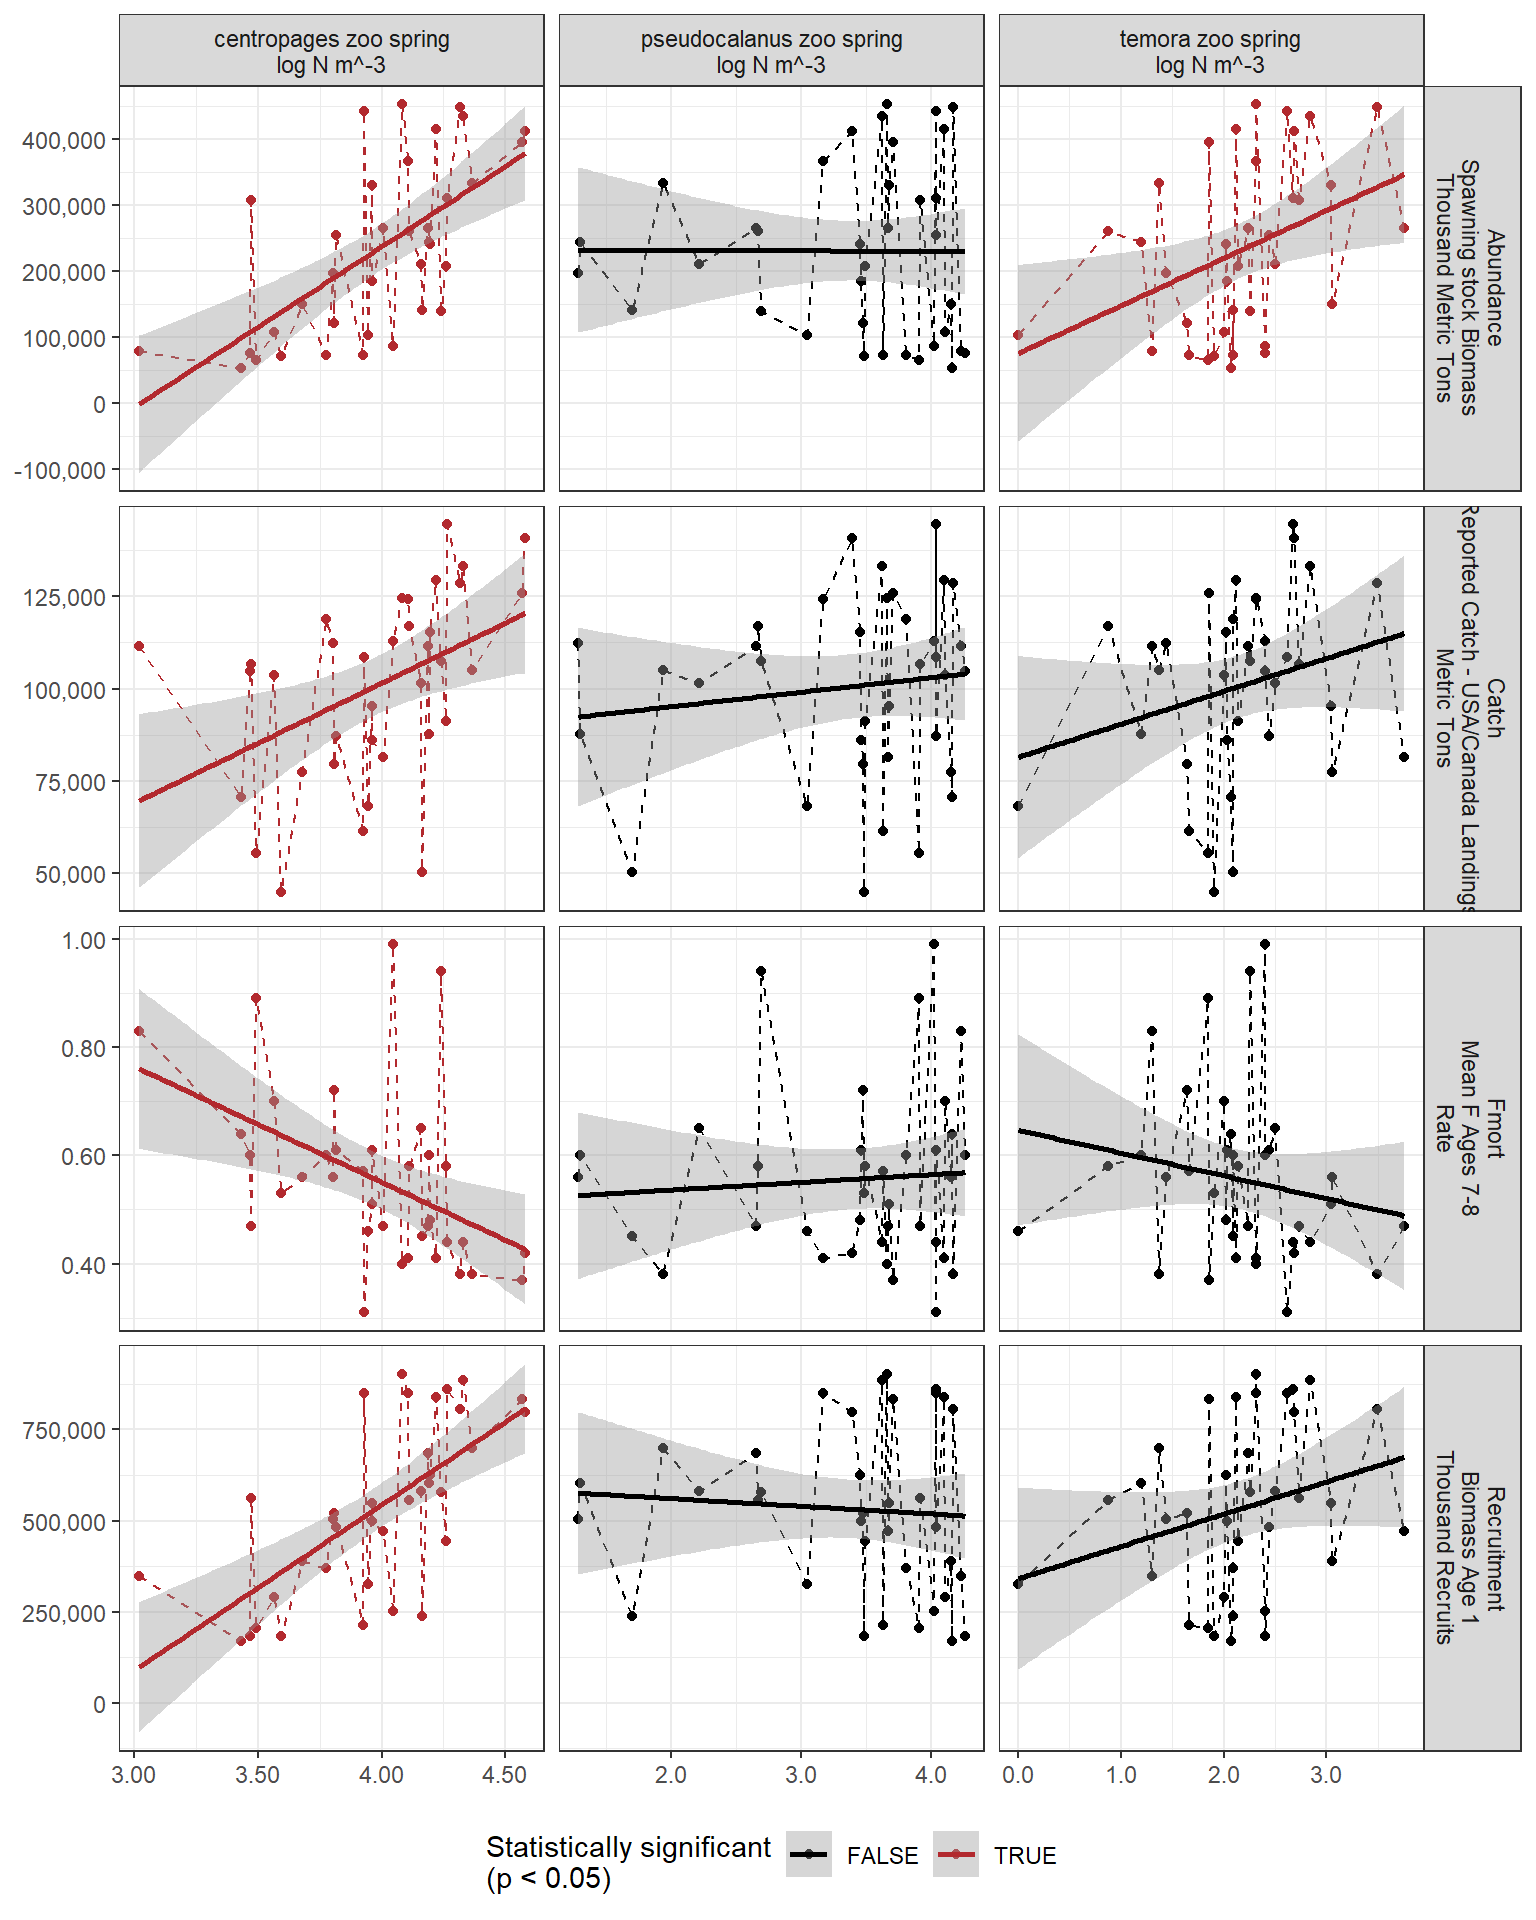 centropages zoo spring
log N m^-3
pseudocalanus zoo spring
log N m^-3
temora zoo spring
log N m^-3
400,000
300,000
200,000
100,000
0
-100,000
Abundance
Spawning stock Biomass
Thousand Metric Tons
125,000
100,000
75,000
50,000
Catch
Reported Catch - USA/Canada Landings
Metric Tons
1.00
0.80
0.60
0.40
Fmort
Mean F Ages 7-8
Rate
750,000
500,000
250,000
0
Recruitment
Biomass Age 1
Thousand Recruits
3.00 3.50 4.00 4.50
2.0 3.0 4.0
0.0 1.0 2.0 3.0
Statistically significant
(p < 0.05)
FALSE
TRUE